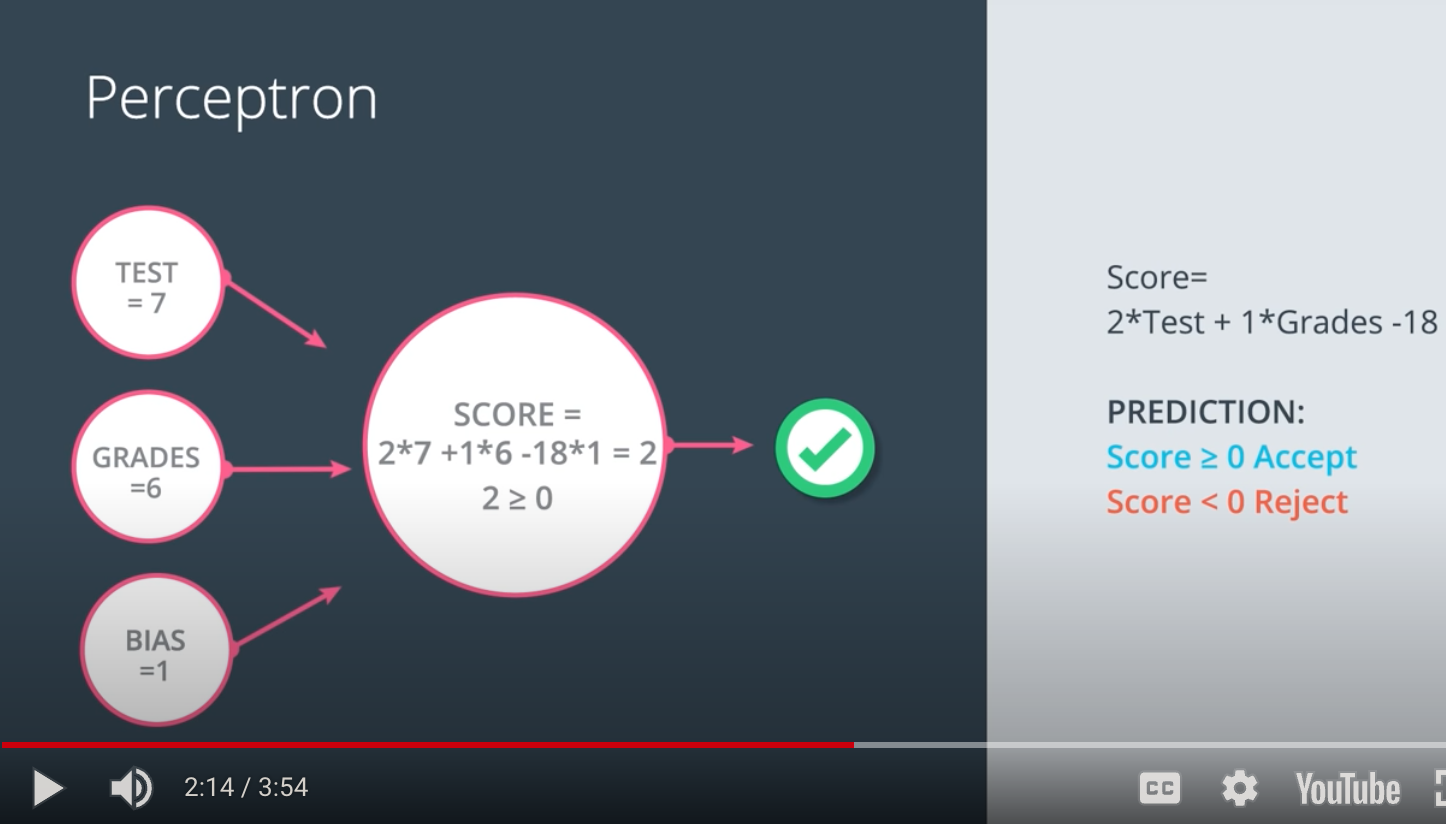 Perceptron
TEST
= 7
GRADES
=6
BIAS
=1
SCORE =
2*7 +1*6 -18*1 = 2
2 ≥ 0
Score=
2*Test + 1*Grades -18
PREDICTION:
Score ≥ 0 Accept
Score < 0 Reject
2:14 / 3:54
CC
YouTube